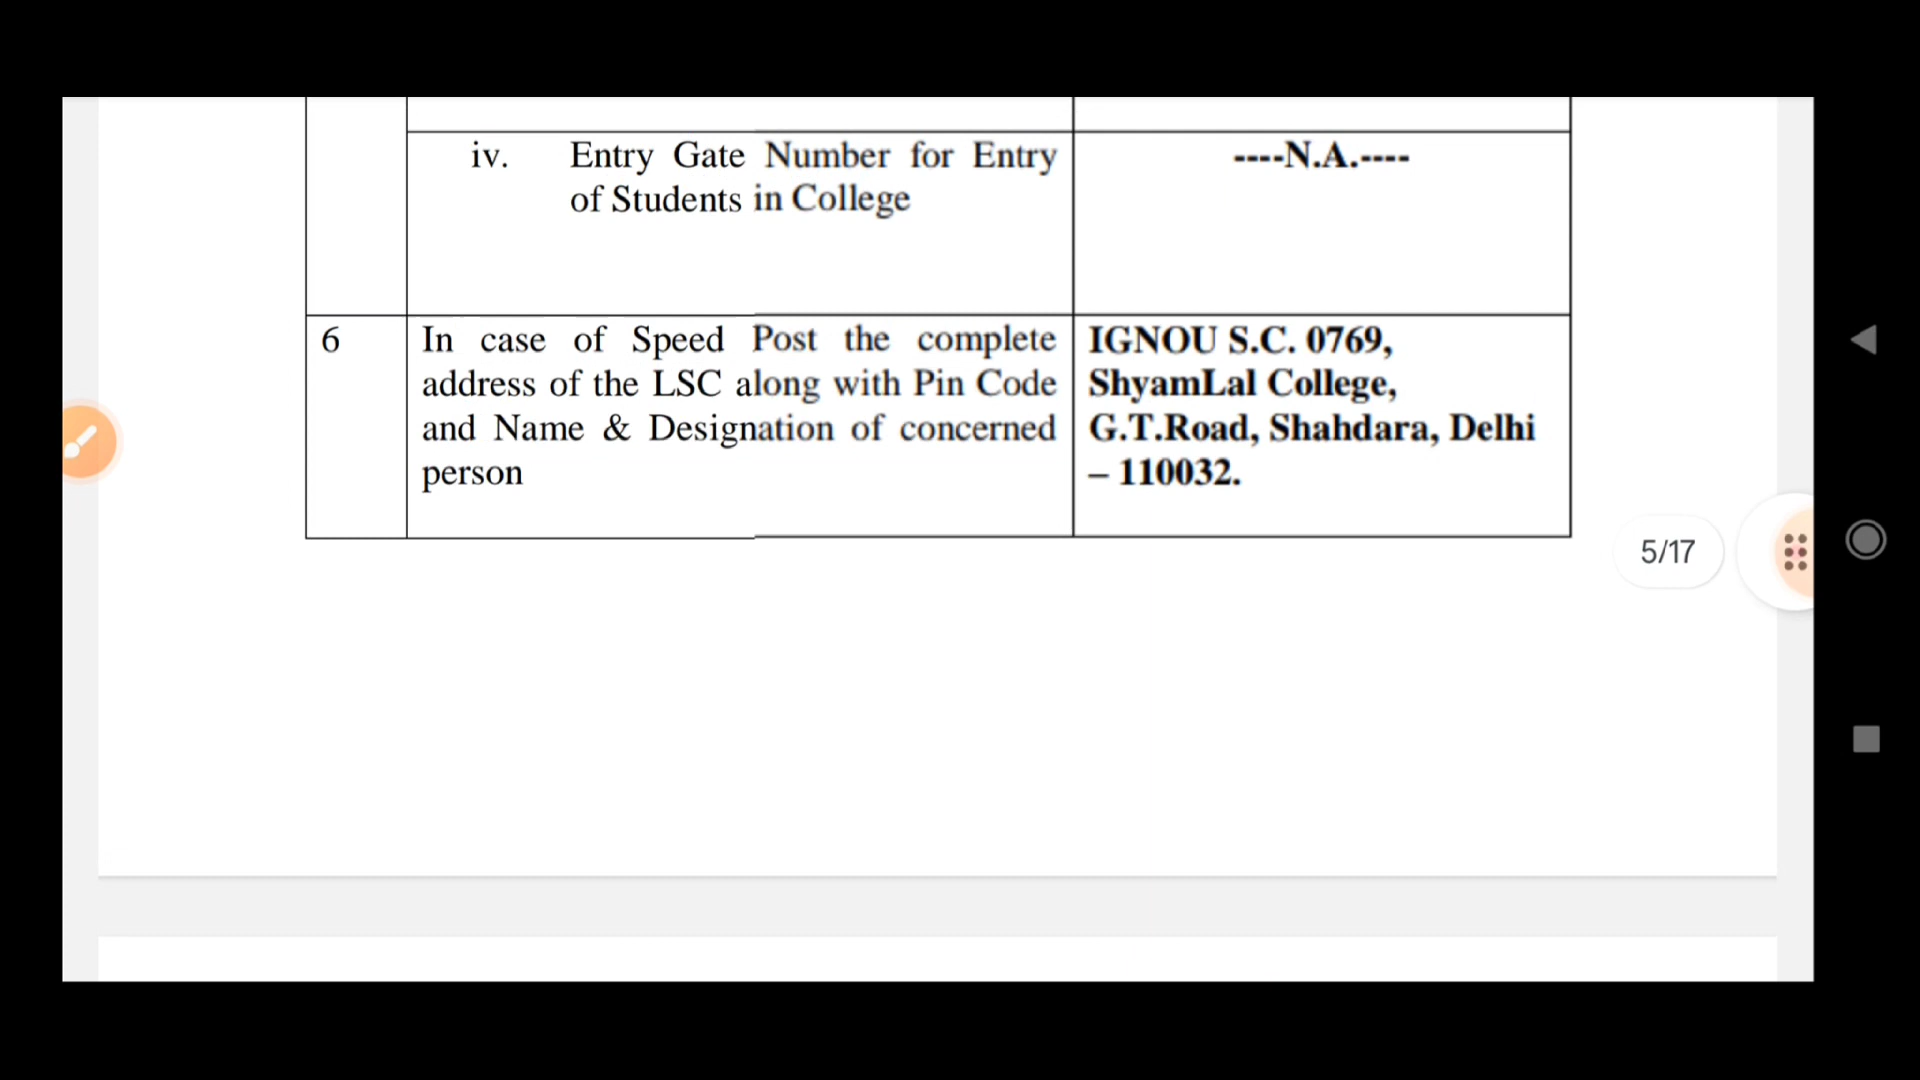 iv. Entry Gate Number for Entry
of Students in College
----N.A.----
6
In case of Speed Post the complete
address of the LSC along with Pin Code
and Name & Designation of concerned
person
IGNOU S.C. 0769,
ShyamLal College,
G.T.Road, Shahdara, Delhi
– 110032.
5/17